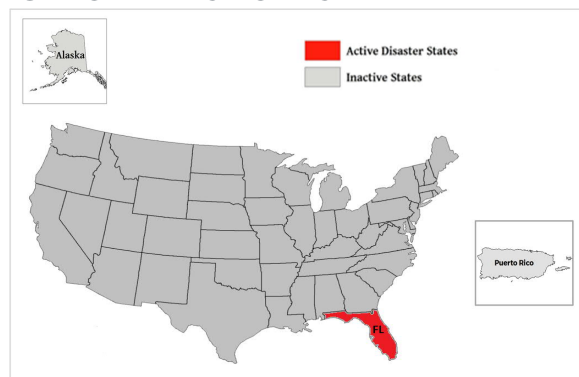 Alaska
Active Disaster States
Inactive States
Puerto Rico
FL